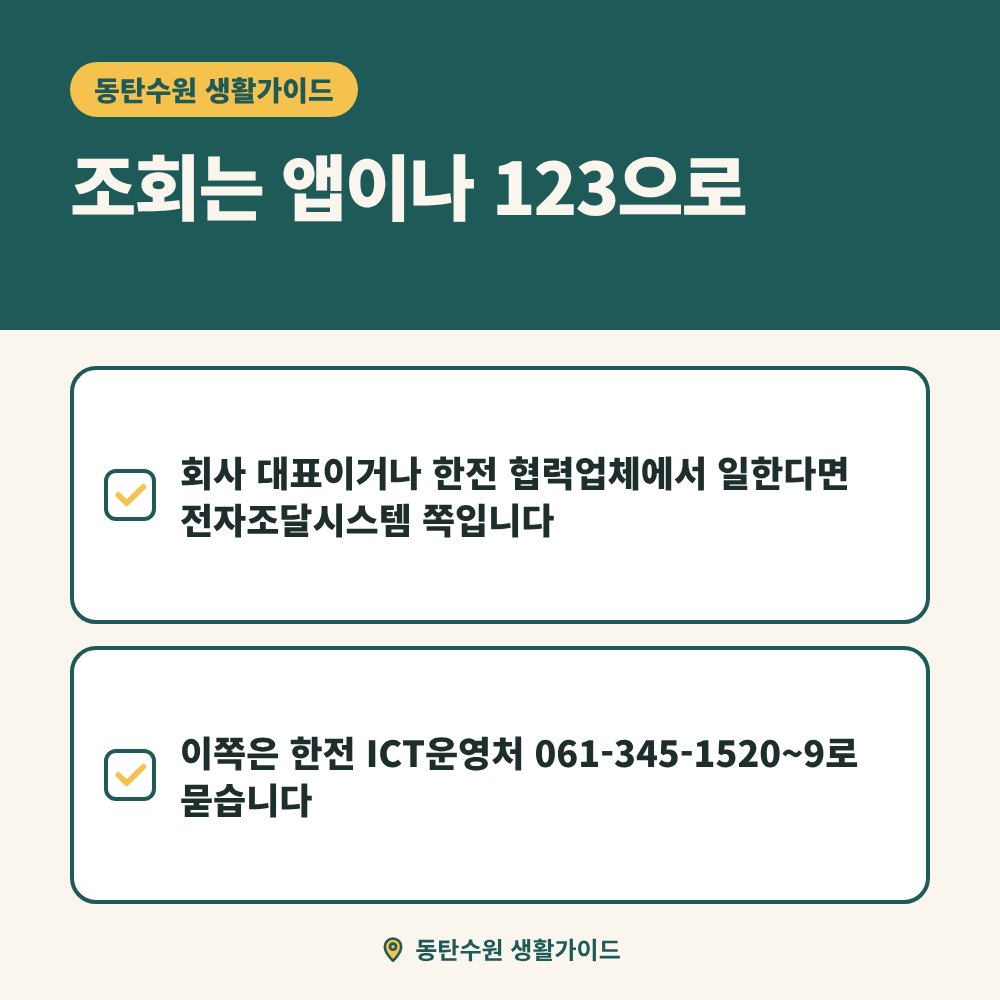 동탄수원 생활가이드
조회는 앱이나 123으로
회사 대표이거나 한전 협력업체에서 일한다면
전자조달시스템 쪽입니다
이쪽은 한전 ICT운영처 061-345-1520~9로
묻습니다
동탄수원 생활가이드